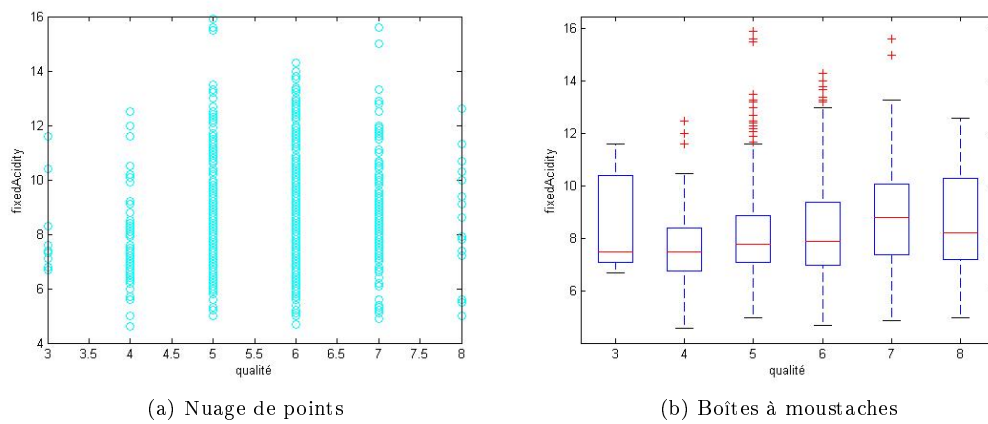 16
14
12
10
8
6
4
fixedAcidity
3 3.5 4 4.5 5 5.5 6 6.5 7 7.5 8
qualité
(a) Nuage de points
16
14
12
10
8
6
fixedAcidity
3 4 5 6 7 8
qualité
(b) Boîtes à moustaches